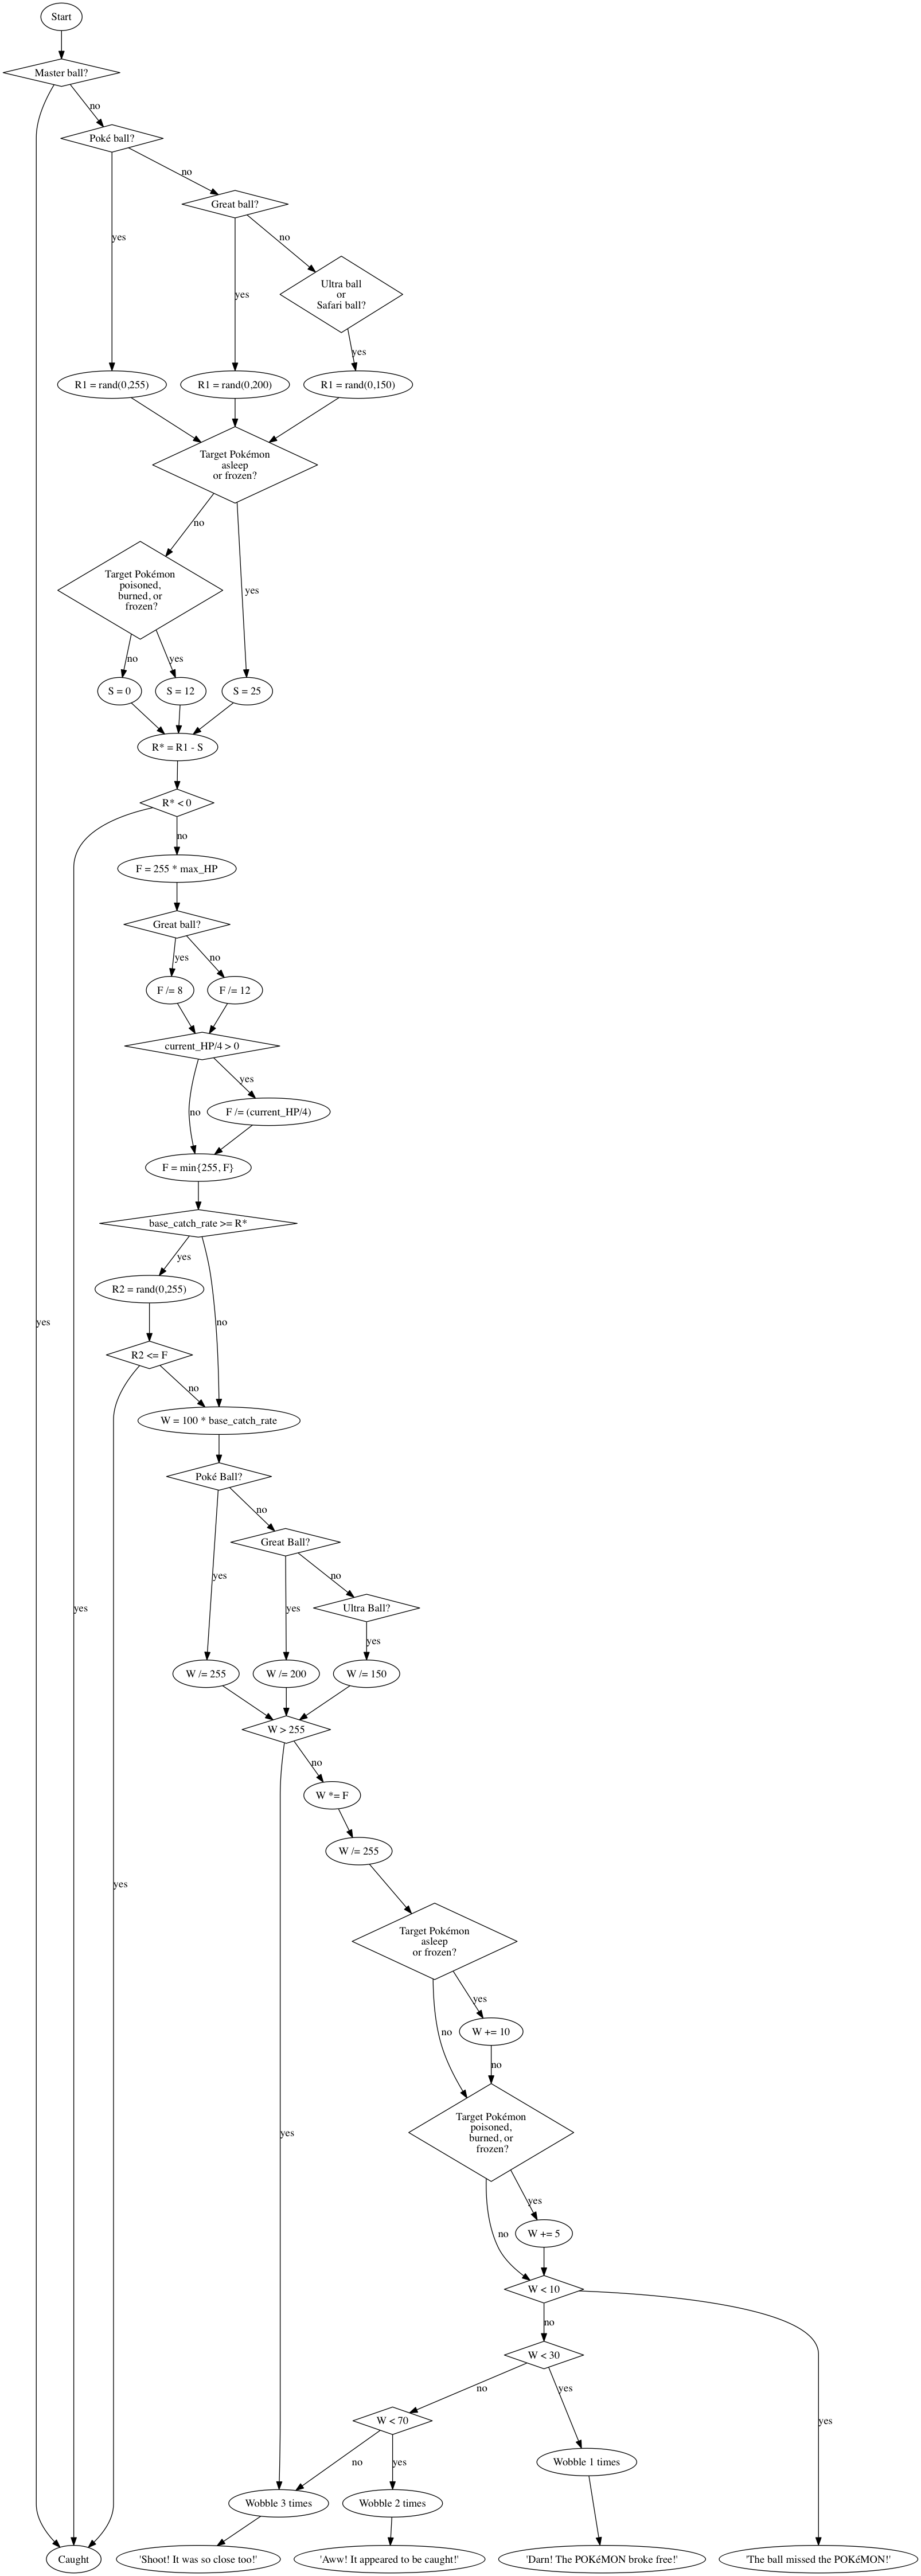 Start
Master ball?
no
Poké ball?
no
Great ball?
yes
no
Ultra ball
or
Safari ball?
yes
yes
R1 = rand(0,255)
R1 = rand(0,200)
R1 = rand(0,150)
Target Pokémon
asleep
or frozen?
no
Target Pokémon
poisoned,
burned, or
frozen?
yes
no
yes
S = 0
S = 12
S = 25
R* = R1 - S
R* < 0
no
F = 255 * max_HP
Great ball?
yes
no
F /= 8
F /= 12
current_HP/4 > 0
yes
no
F /= (current_HP/4)
F = min{255, F}
base_catch_rate >= R*
yes
R2 = rand(0,255)
yes
no
R2 <= F
no
W = 100 * base_catch_rate
Poké Ball?
no
Great Ball?
yes
no
Ultra Ball?
yes
yes
yes
W /= 255
W /= 200
W /= 150
W > 255
no
W *= F
W /= 255
yes
Target Pokémon
asleep
or frozen?
yes
no
W += 10
no
Target Pokémon
poisoned,
burned, or
frozen?
yes
yes
no
W += 5
W < 10
no
W < 30
no
yes
W < 70
yes
no
yes
Wobble 1 times
Wobble 3 times
Wobble 2 times
Caught
'Shoot! It was so close too!'
'Aww! It appeared to be caught!'
'Darn! The POKéMON broke free!'
'The ball missed the POKéMON!'